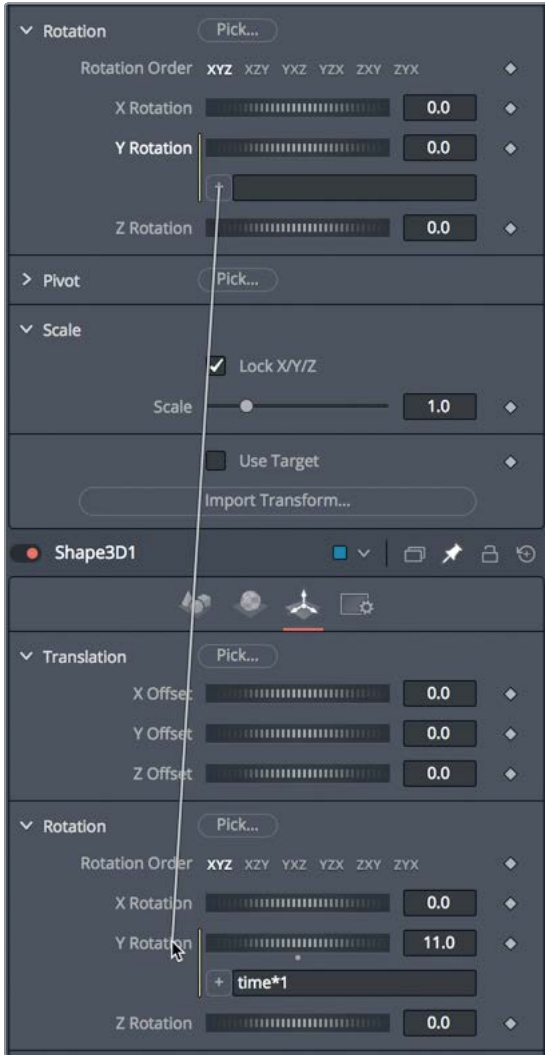 Rotation Pick...
Rotation Order XYZ XZY YXZ YZX ZXY ZYX
X Rotation 0.0
Y Rotation 0.0
+
Z Rotation 0.0
Pivot Pick...
Scale
Lock X/Y/Z
Scale 1.0
Use Target
Import Transform...
Shape3D1
Translation Pick...
X Offset 0.0
Y Offset 0.0
Z Offset 0.0
Rotation Pick...
Rotation Order XYZ XZY YXZ YZX ZXY ZYX
X Rotation 0.0
Y Rotation 11.0
+ time*1
Z Rotation 0.0